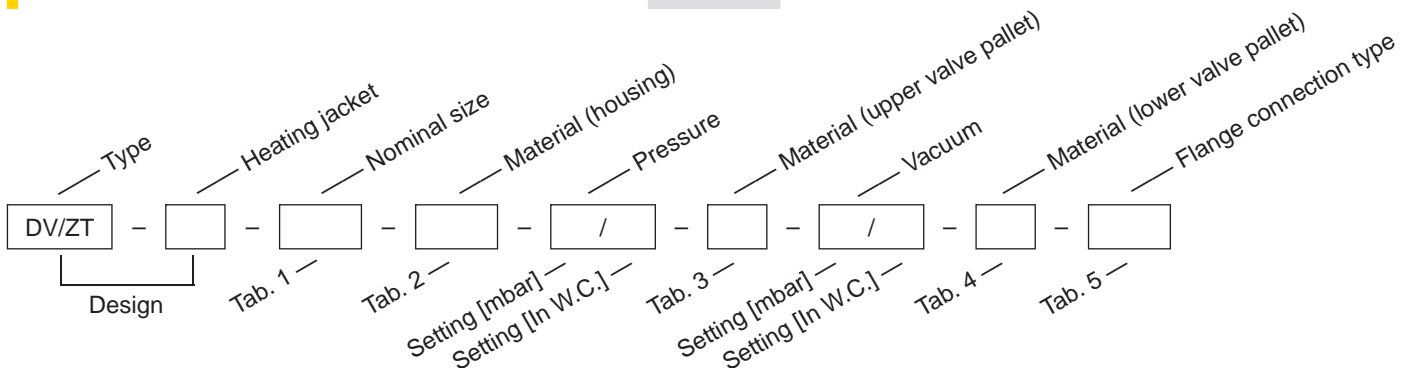 Type
Heating jacket
Nominal size
Material (housing)
Pressure
Material (upper valve pallet)
Vacuum
Material (lower valve pallet)
Flange connection type
DV/ZT – – – – / – – / – –
Design
Tab. 1
Tab. 2
Setting [mbar]
Setting [In W.C.]
Tab. 3
Setting [mbar]
Setting [In W.C.]
Tab. 4
Tab. 5